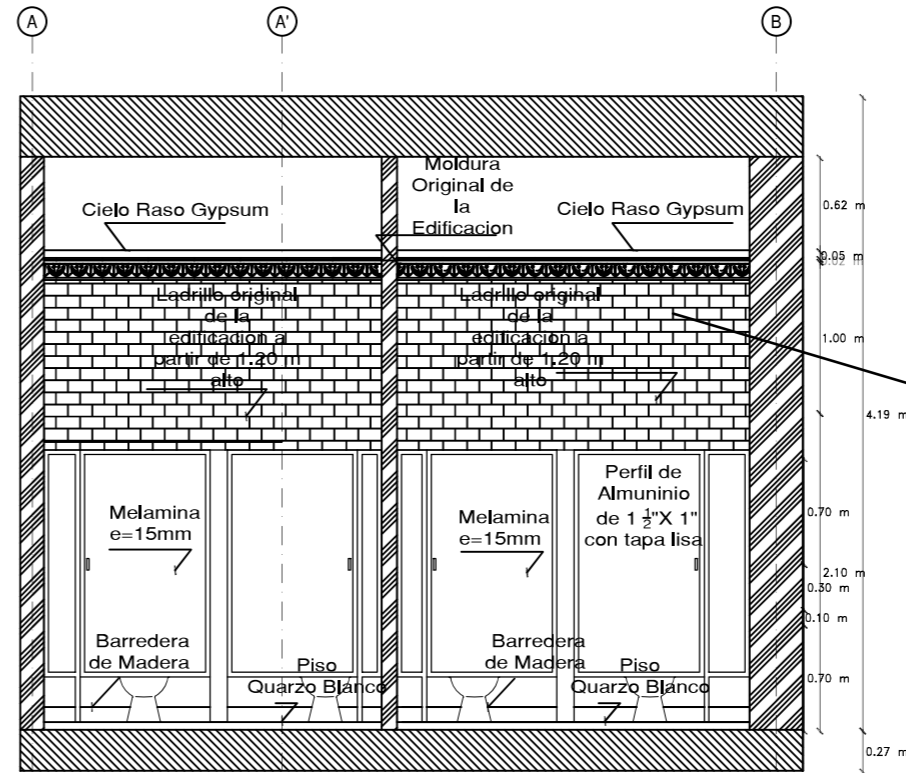 A
A'
B
Moldura
Original de
la
Edificacion
Cielo Raso Gypsum
Cielo Raso Gypsum
0.62 m
0.05 m
0.02 m
Ladrillo original
de la
edificacion a
partir de 1.20 m
alto
Ladrillo original
de la
edificacion a
partir de 1.20 m
alto
1.00 m
4.19 m
Melamina
e=15mm
Melamina
e=15mm
Perfil de
Almuninio
de 1 ½"X 1"
con tapa lisa
0.70 m
2.10 m
0.30 m
0.10 m
Barredera
de Madera
Piso
Quarzo Blanco
Barredera
de Madera
Piso
Quarzo Blanco
0.70 m
0.27 m